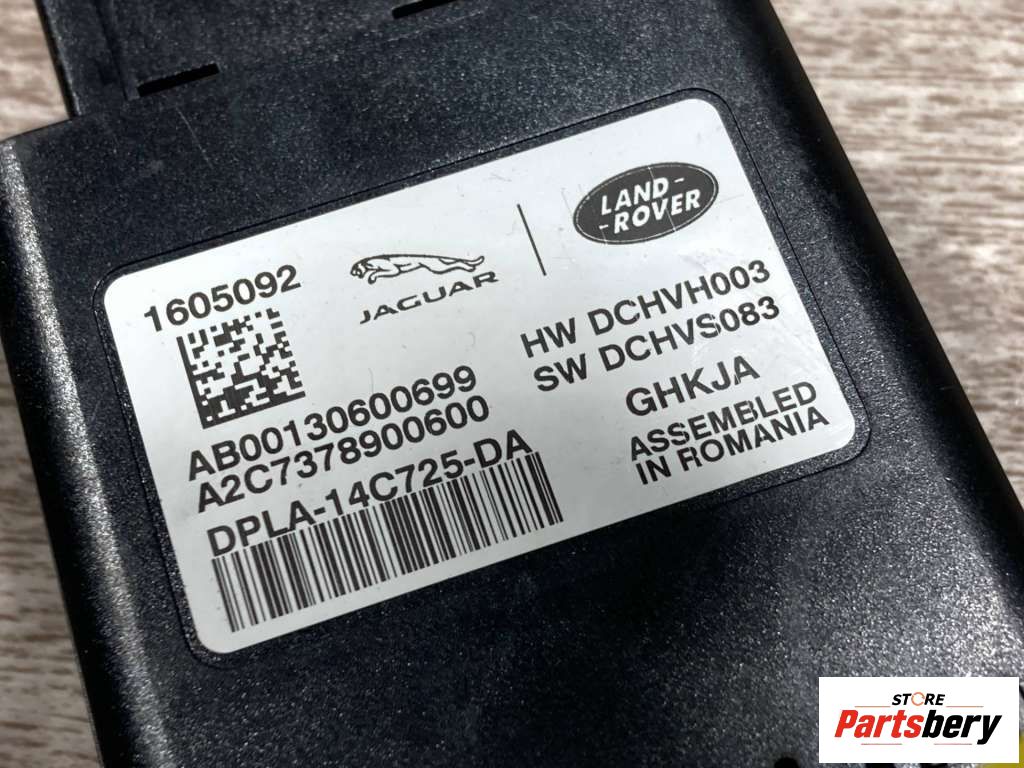 1605092
JAGUAR
LAND-
-ROVER
HW DCHVH003
SW DCHVS083
AB00130600699
A2C7378900600
GHKJA
DPLA-14C725-DA
ASSEMBLED
IN ROMANIA
STORE
Partsbery